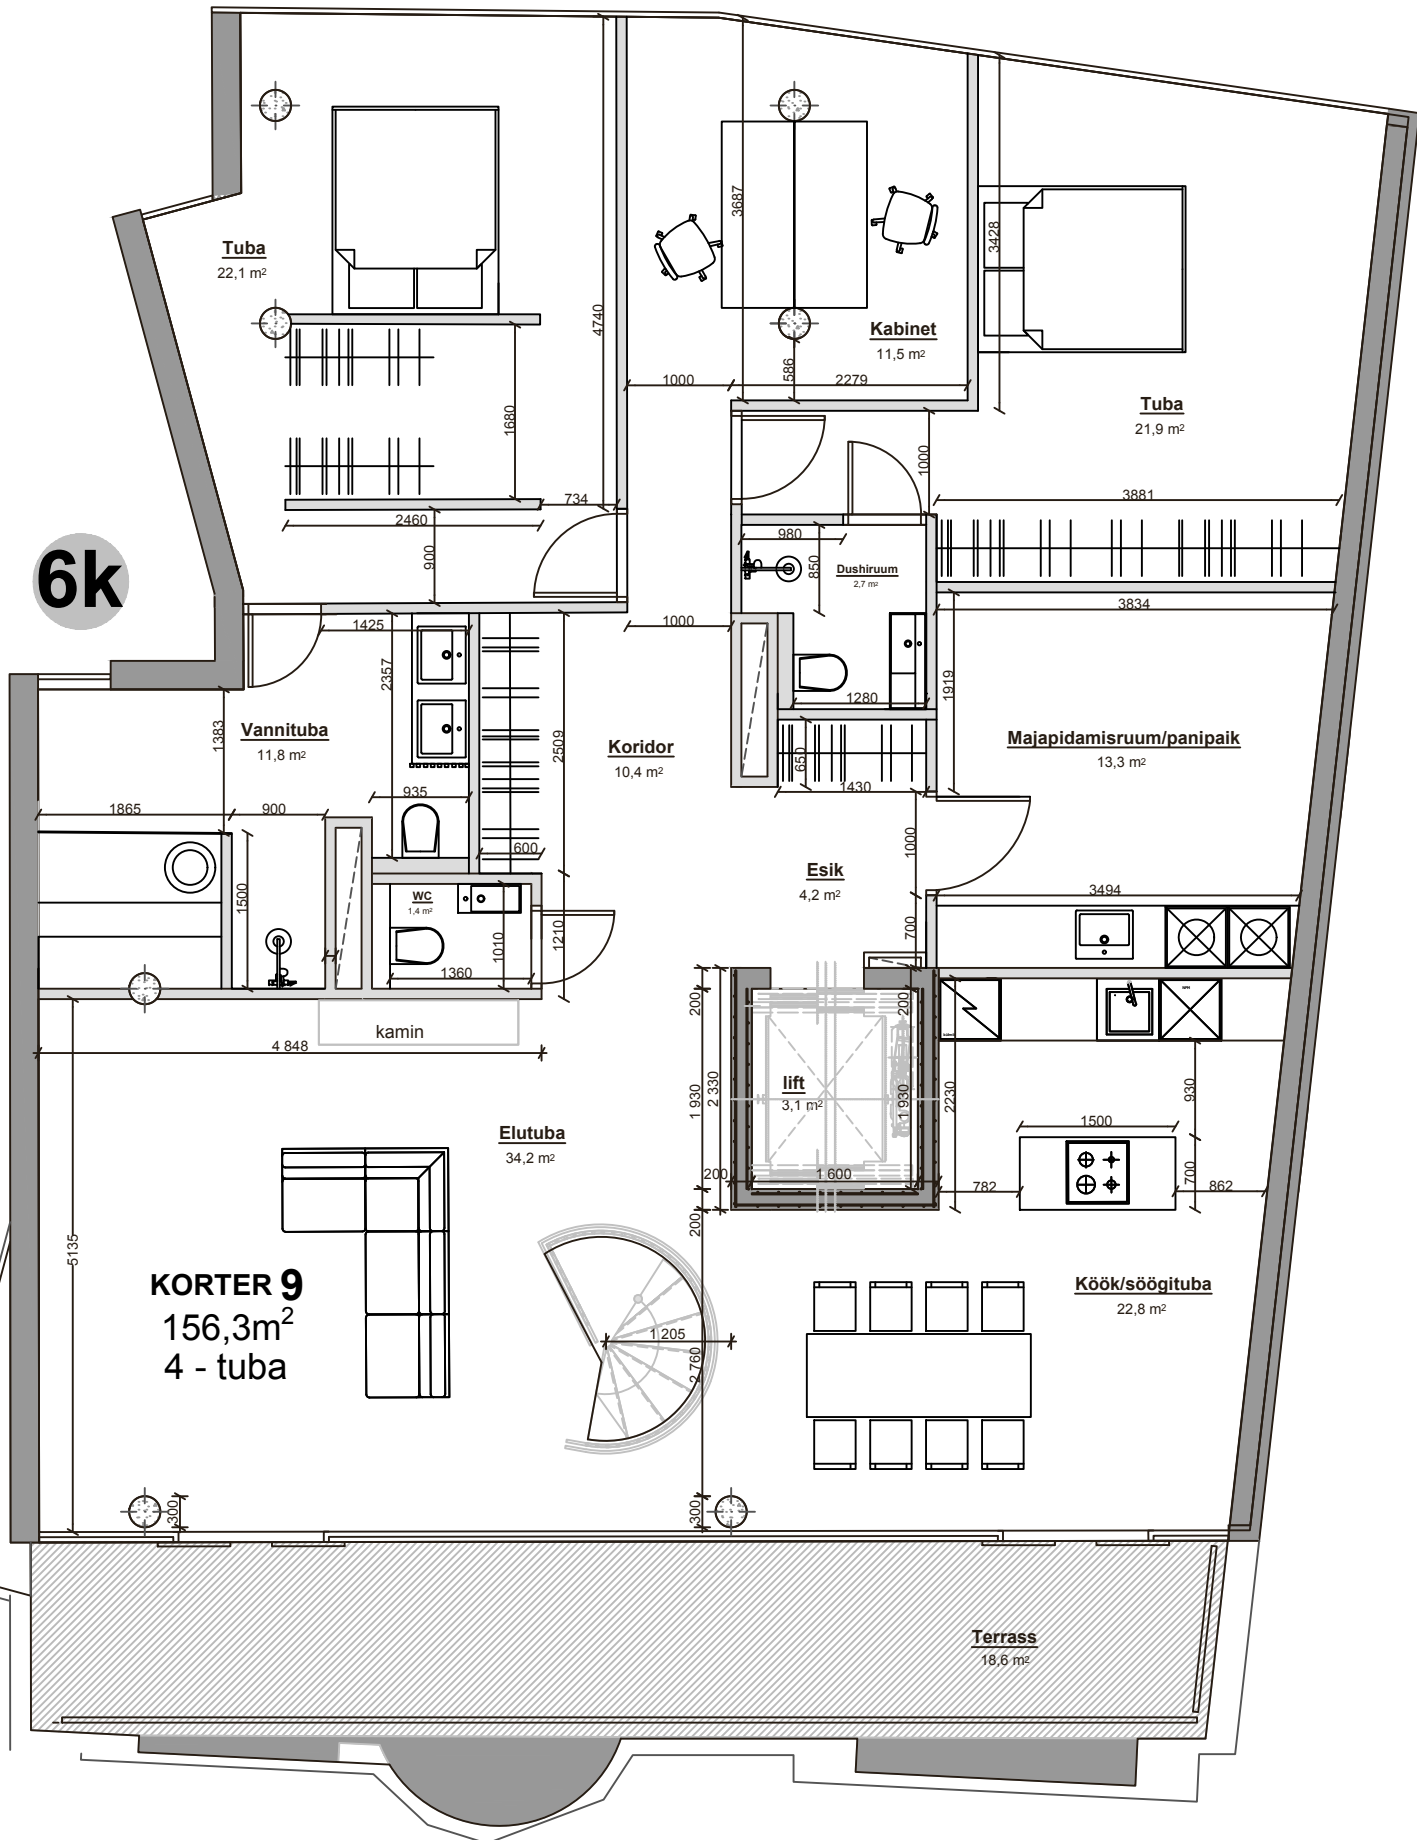 3687
4740
3428
Tuba
22,1 m²
Kabinet
11,5 m²
586
1000
2279
Tuba
21,9 m²
1680
1000
734
3881
2460
900
980
850
Dushiruum
2,7 m²
6k
3834
1425
1000
2357
1919
1280
1383
Vannituba
11,8 m²
2509
Koridor
10,4 m²
650
Majapidamisruum/panipaik
13,3 m²
1430
1865
900
935
600
1000
Esik
4,2 m²
1500
WC
1,4 m²
3494
1210
1010
700
1360
200
200
kamin
4 848
lift
3,1 m²
1 930
2 330
1 930
2230
930
1500
Elutuba
34,2 m²
200
1 600
782
700
862
200
5135
KORTER 9
156,3m²
4 - tuba
Köök/söögituba
22,8 m²
1 205
2 760
300
300
Terrass
18,6 m²